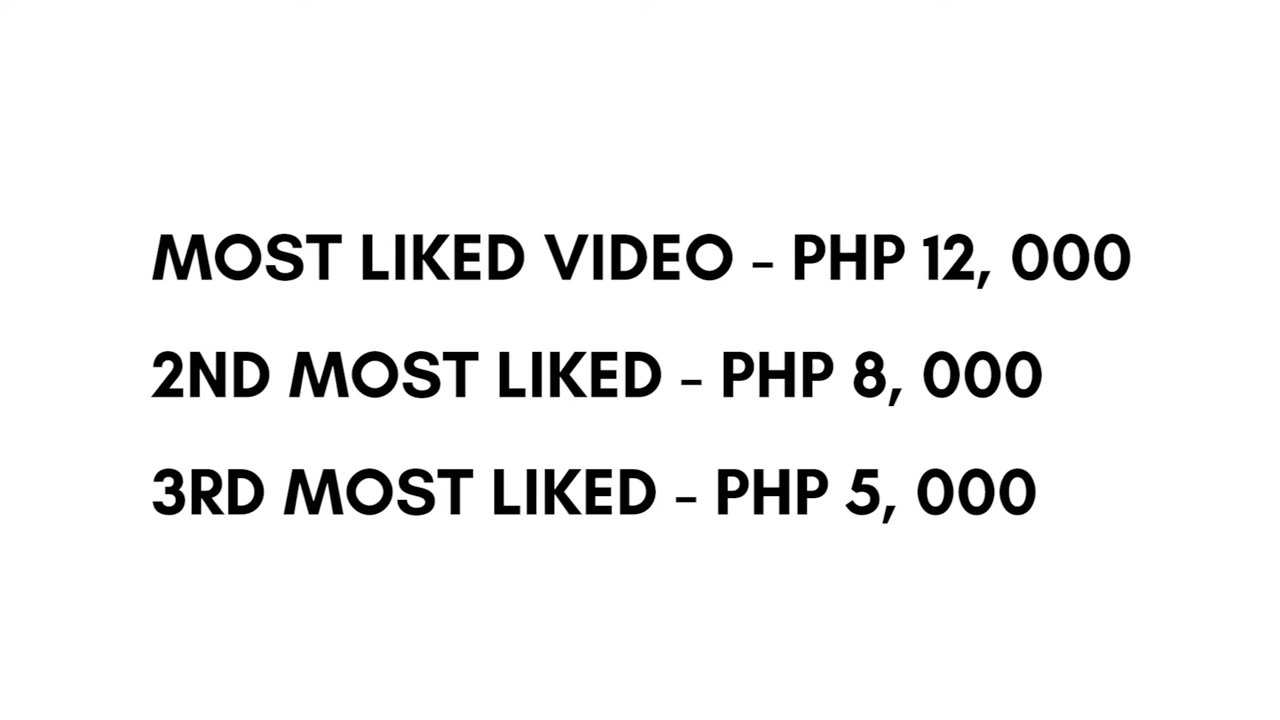 MOST LIKED VIDEO - PHP 12, 000
2ND MOST LIKED - PHP 8, 000
3RD MOST LIKED - PHP 5, 000